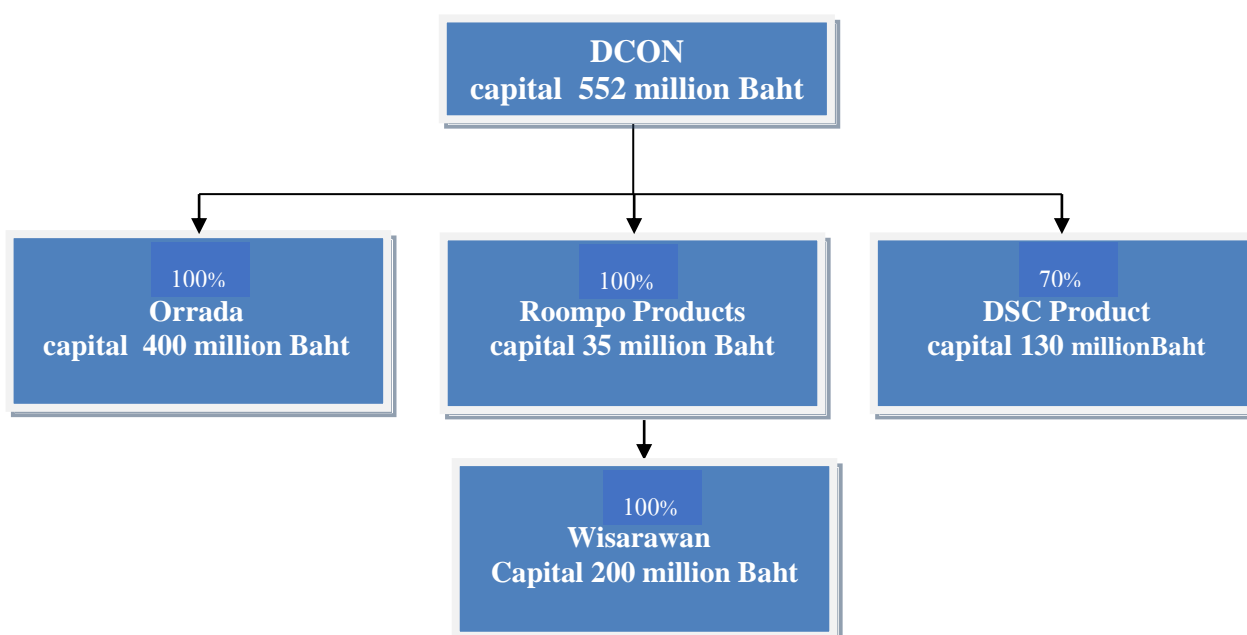 DCON
capital 552 million Baht
100%
Orrada
capital 400 million Baht
100%
Roompo Products
capital 35 million Baht
70%
DSC Product
capital 130 millionBaht
100%
Wisarawan
Capital 200 million Baht